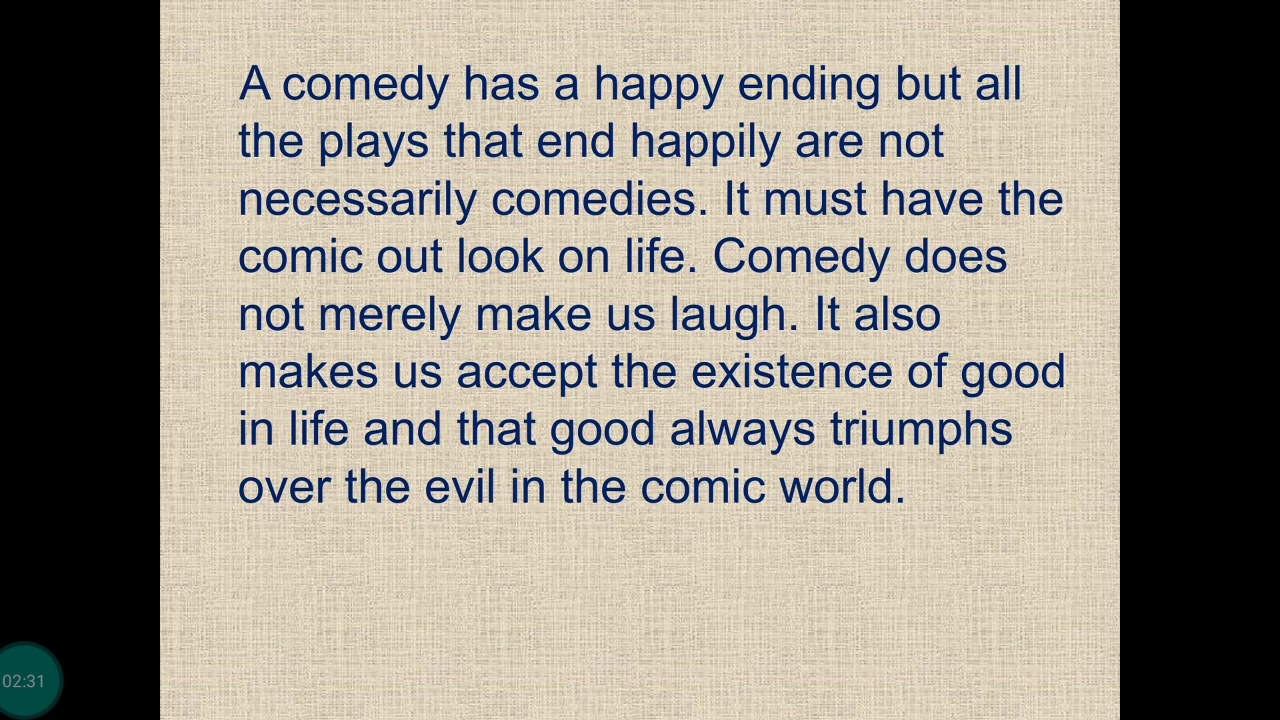 A comedy has a happy ending but all
the plays that end happily are not
necessarily comedies. It must have the
comic out look on life. Comedy does
not merely make us laugh. It also
makes us accept the existence of good
in life and that good always triumphs
over the evil in the comic world.
02:31